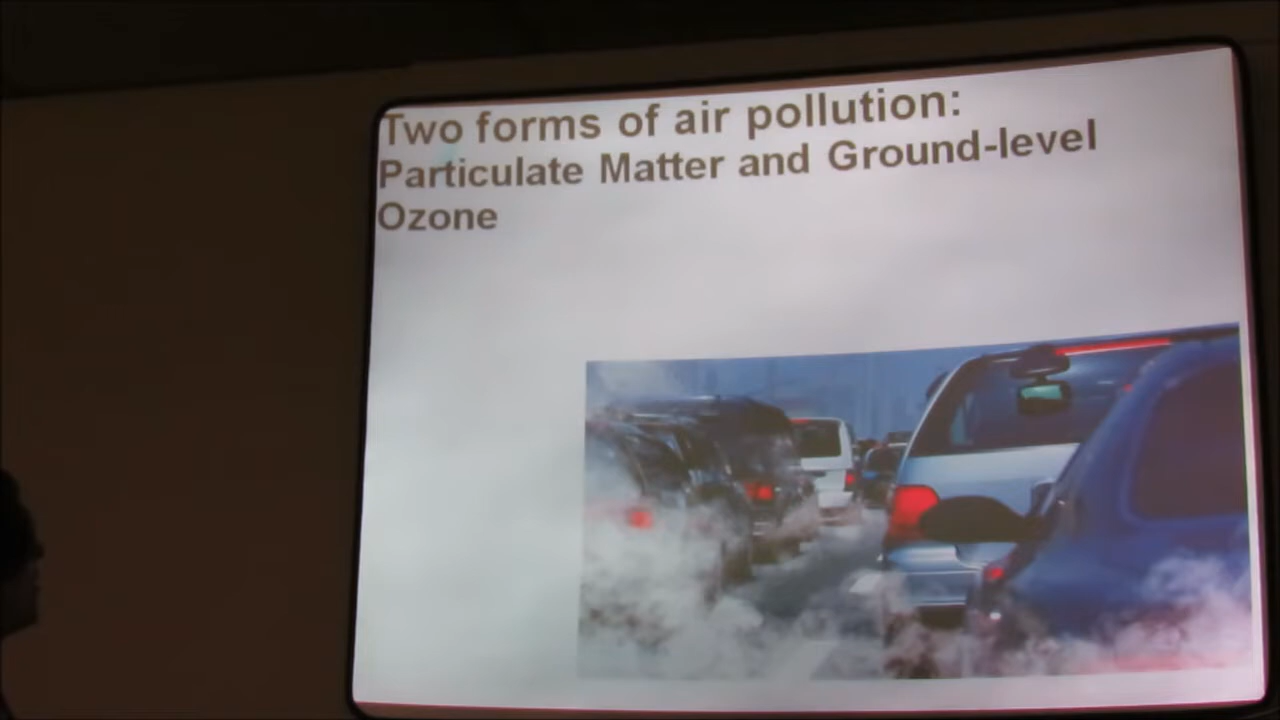 Two forms of air pollution:
Particulate Matter and Ground-level
Ozone